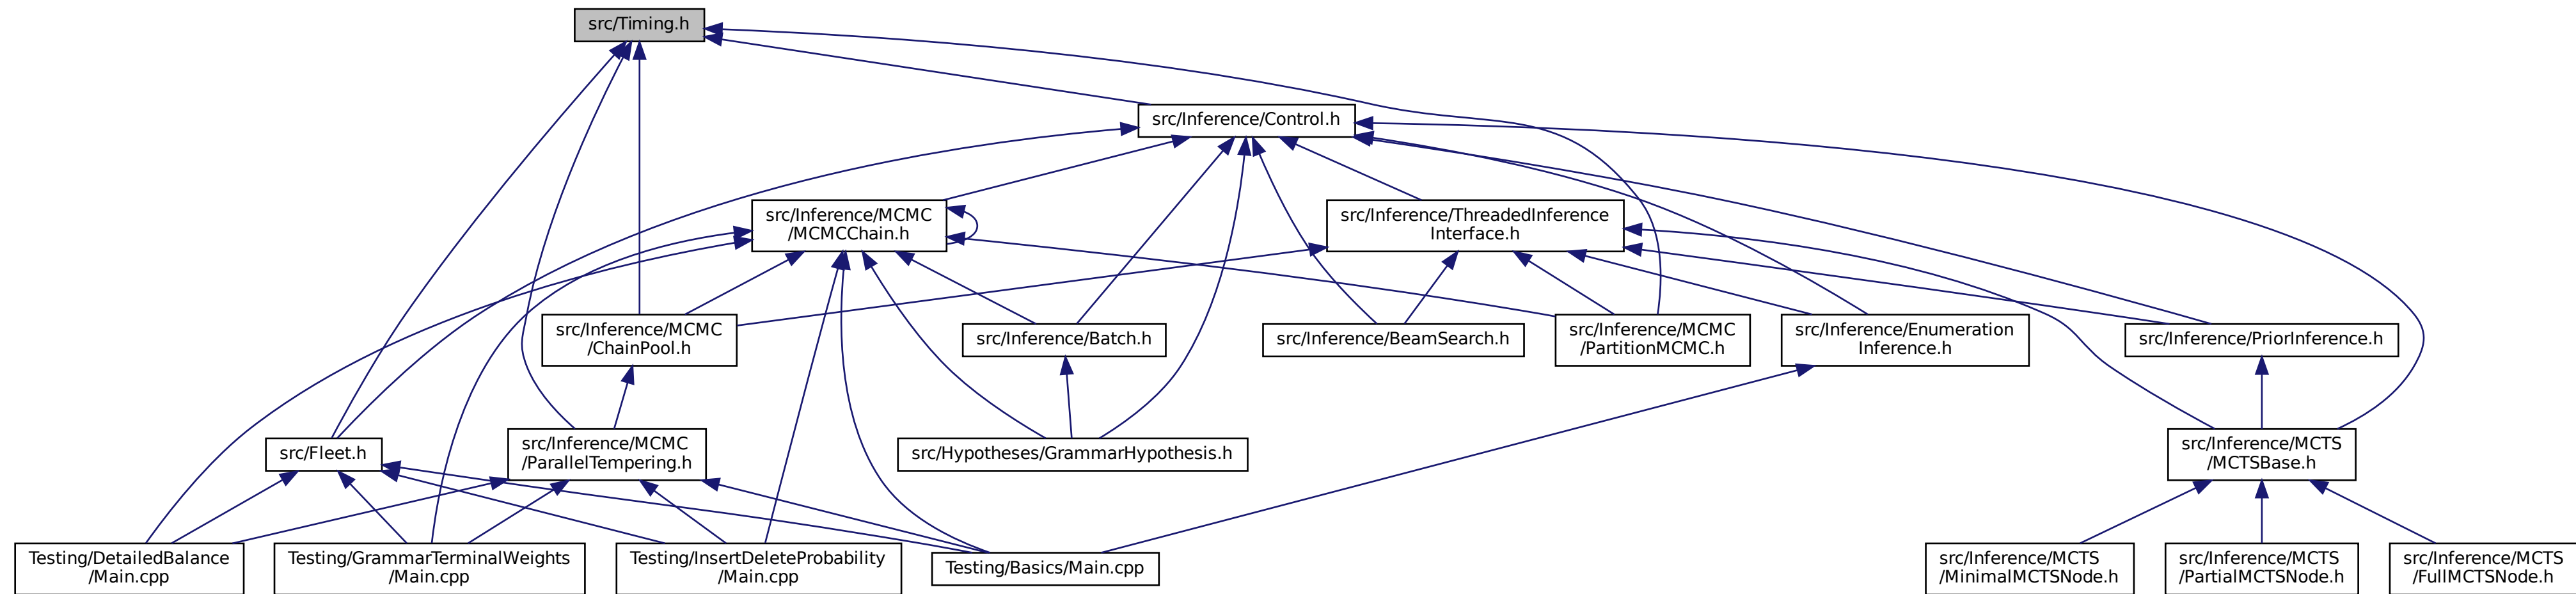 src/Timing.h
src/Inference/Control.h
src/Inference/MCMC
/MCMCChain.h
src/Inference/ThreadedInference
Interface.h
src/Inference/MCMC
/ChainPool.h
src/Inference/Batch.h
src/Inference/BeamSearch.h
src/Inference/MCMC
/PartitionMCMC.h
src/Inference/Enumeration
Inference.h
src/Inference/PriorInference.h
src/Fleet.h
src/Inference/MCMC
/ParallelTempering.h
src/Hypotheses/GrammarHypothesis.h
src/Inference/MCTS
/MCTSBase.h
Testing/DetailedBalance
/Main.cpp
Testing/GrammarTerminalWeights
/Main.cpp
Testing/InsertDeleteProbability
/Main.cpp
Testing/Basics/Main.cpp
src/Inference/MCTS
/MinimalMCTSNode.h
src/Inference/MCTS
/PartialMCTSNode.h
src/Inference/MCTS
/FullMCTSNode.h